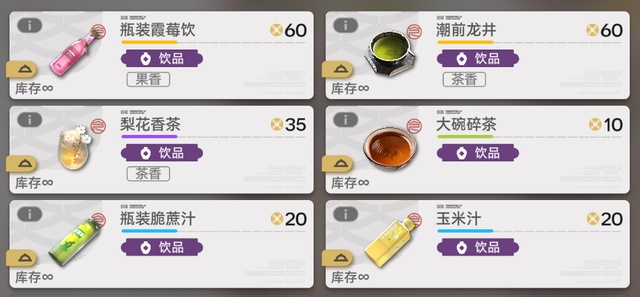 瓶装霞莓饮 60
饮品
果香
库存∞
潮前龙井 60
饮品
茶香
库存∞
梨花香茶 35
饮品
茶香
库存∞
大碗碎茶 10
饮品
库存∞
瓶装脆蔗汁 20
饮品
库存∞
玉米汁 20
饮品
库存∞